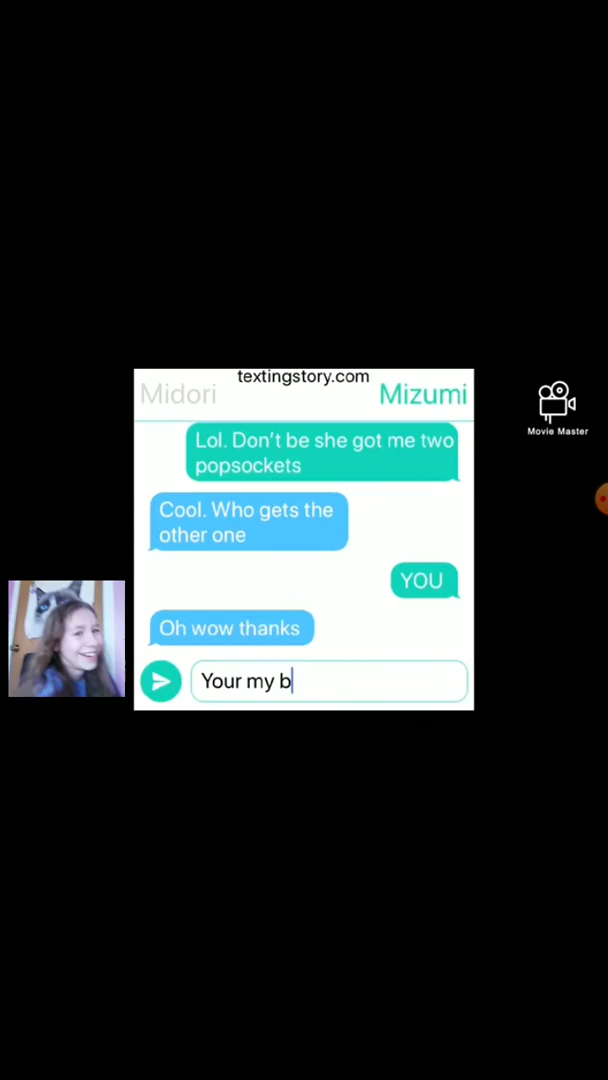 textingstory.com
Midori
Mizumi
Lol. Don't be she got me two
popsockets
Cool. Who gets the
other one
YOU
Oh wow thanks
Your my b
Movie Master